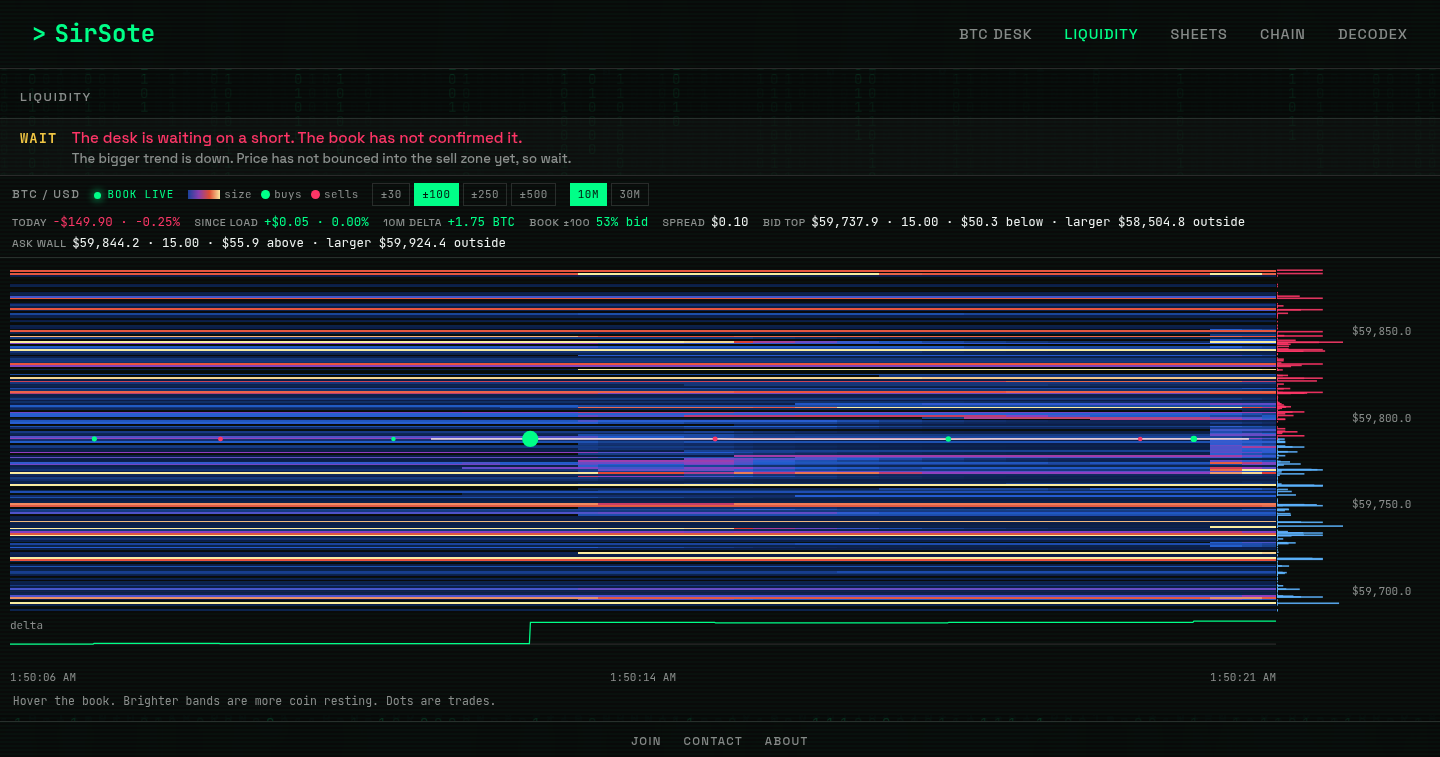 > SirSote
BTC DESK LIQUIDITY SHEETS CHAIN DECODEX
LIQUIDITY
WAIT The desk is waiting on a short. The book has not confirmed it.
The bigger trend is down. Price has not bounced into the sell zone yet, so wait.
BTC / USD BOOK LIVE size buys sells ±30 ±100 ±250 ±500 10M 30M
TODAY -$149.90 · -0.25% SINCE LOAD +$0.05 · 0.00% 10M DELTA +1.75 BTC BOOK ±100 53% bid SPREAD $0.10 BID TOP $59,737.9 · 15.00 · $50.3 below · larger $58,504.8 outside
ASK WALL $59,844.2 · 15.00 · $55.9 above · larger $59,924.4 outside
$59,850.0
$59,800.0
$59,750.0
$59,700.0
delta
1:50:06 AM 1:50:14 AM 1:50:21 AM
Hover the book. Brighter bands are more coin resting. Dots are trades.
JOIN CONTACT ABOUT